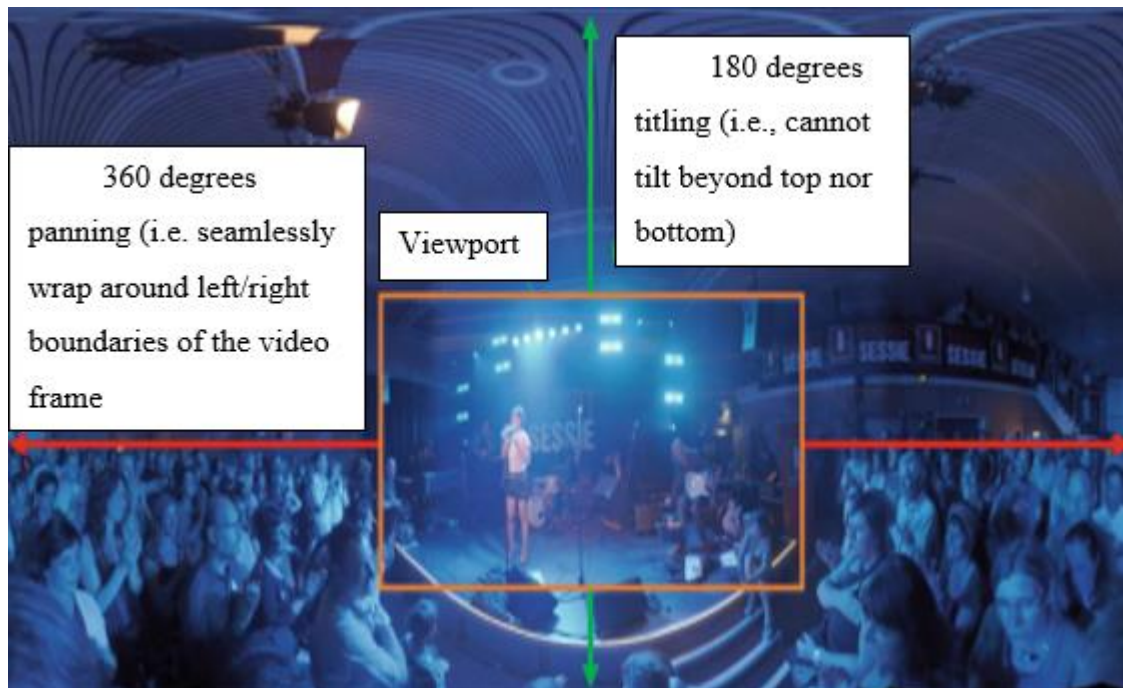 360 degrees
panning (i.e. seamlessly
wrap around left/right
boundaries of the video
frame
Viewport
180 degrees
titling (i.e., cannot
tilt beyond top nor
bottom)
SESSIE
SESSIE
SESSIE